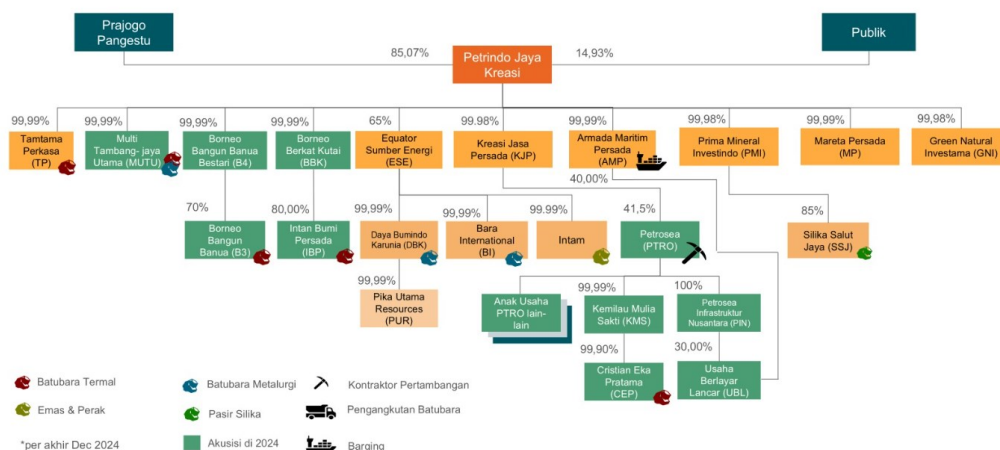 Prajogo
Pangestu
Publik
85,07%
Petrindo Jaya
Kreasi
14,93%
99,99%
Tamtama
Perkasa
(TP)
99,99%
Multi
Tambang- jaya
Utama (MUTU)
99,99%
Borneo
Bangun Banua
Bestari (B4)
99,99%
Borneo
Berkat Kutai
(BBK)
65%
Equator
Sumber Energi
(ESE)
99.98%
Kreasi Jasa
Persada (KJP)
99,99%
Armada Maritim
Persada
(AMP)
99,98%
Prima Mineral
Investindo (PMI)
99,99%
Mareta Persada
(MP)
99,98%
Green Natural
Investama (GNI)
40,00%
70%
Borneo
Bangun
Banua (B3)
80,00%
Intan Bumi
Persada
(IBP)
99,99%
Daya Bumindo
Karunia (DBK)
99,99%
Bara
International
(BI)
99.99%
Intam
41,5%
Petrosea
(PTRO)
85%
Silika Salut
Jaya (SSJ)
99,99%
Pika Utama
Resources
(PUR)
Anak Usaha
PTRO lain-
lain
99,99%
Kemilau Mulia
Sakti (KMS)
100%
Petrosea
Infrastruktur
Nusantara (PIN)
99,90%
Cristian Eka
Pratama
(CEP)
30,00%
Usaha
Berlayar
Lancar (UBL)
Batubara Termal
Batubara Metalurgi
Kontraktor Pertambangan
Emas & Perak
Pasir Silika
Pengangkutan Batubara
*per akhir Dec 2024
Akusisi di 2024
Barging